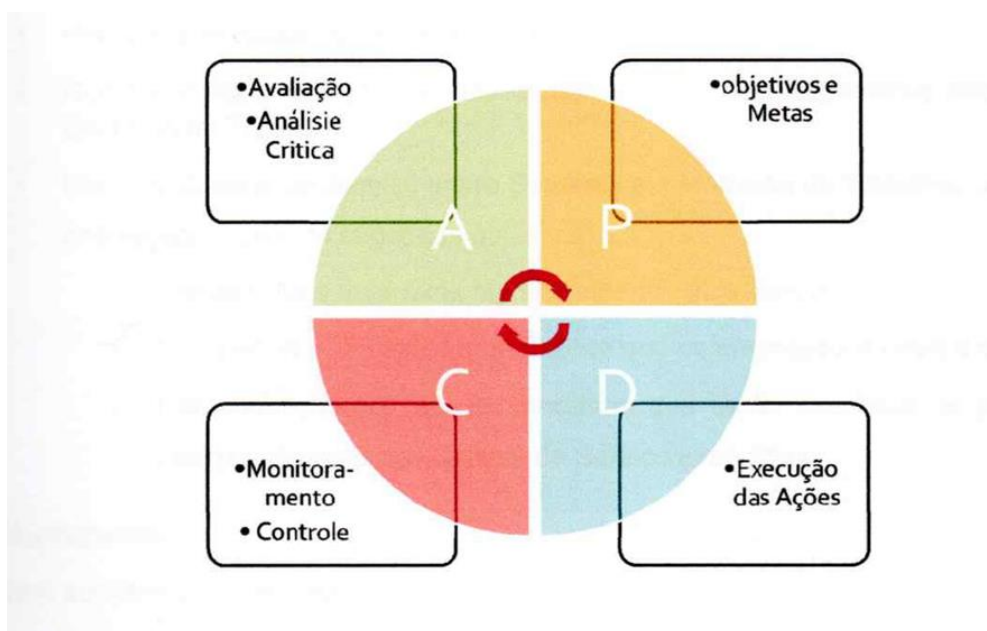 •Avaliação
•Análisie
Critica
A
•objetivos e
Metas
P
C
•Monitora-
mento
• Controle
D
•Execução
das Ações